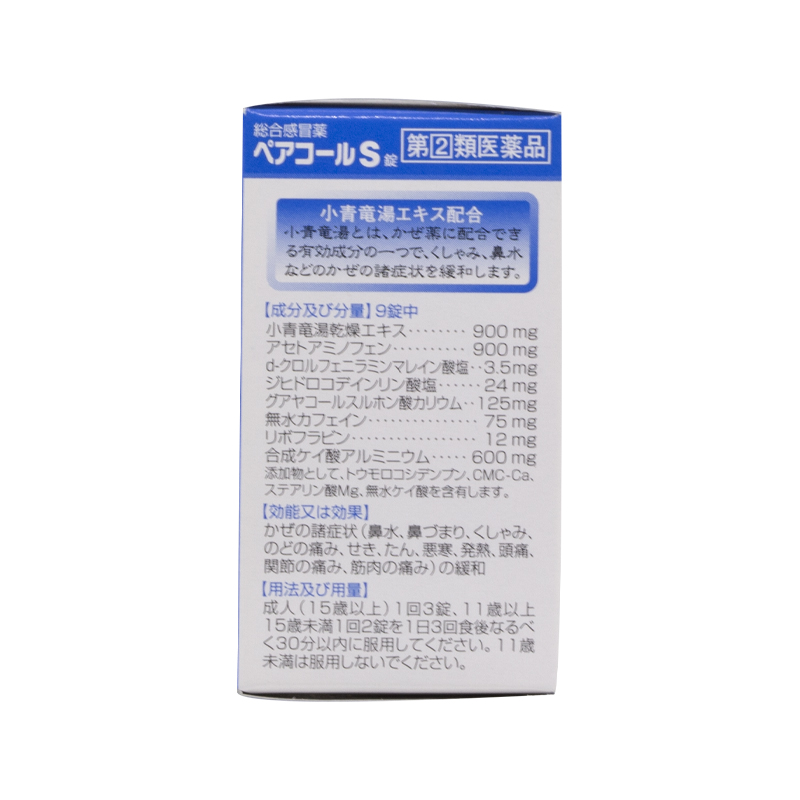 総合感冒薬
ペアコールS錠
第②類医薬品
小青竜湯エキス配合
小青竜湯とは、かぜ薬に配合でき
る有効成分の一つで、くしゃみ、鼻水
などのかぜの諸症状を緩和します。
【成分及び分量】9錠中
小青竜湯乾燥エキス········900mg
アセトアミノフェン··········900mg
d-クロルフェニラミンマレイン酸塩··3.5mg
ジヒドロコデインリン酸塩······24mg
グアヤコールスルホン酸カリウム··125mg
無水カフェイン···············75mg
リボフラビン·················12mg
合成ケイ酸アルミニウム·····600mg
添加物として、トウモロコシデンプン、CMC-Ca、
ステアリン酸Mg、無水ケイ酸を含有します。
【効能又は効果】
かぜの諸症状(鼻水、鼻づまり、くしゃみ、
のどの痛み、せき、たん、悪寒、発熱、頭痛、
関節の痛み、筋肉の痛み)の緩和
【用法及び用量】
成人(15歳以上)1回3錠、11歳以上
15歳未満1回2錠を1日3回食後なるべ
く30分以内に服用してください。11歳
未満は服用しないでください。